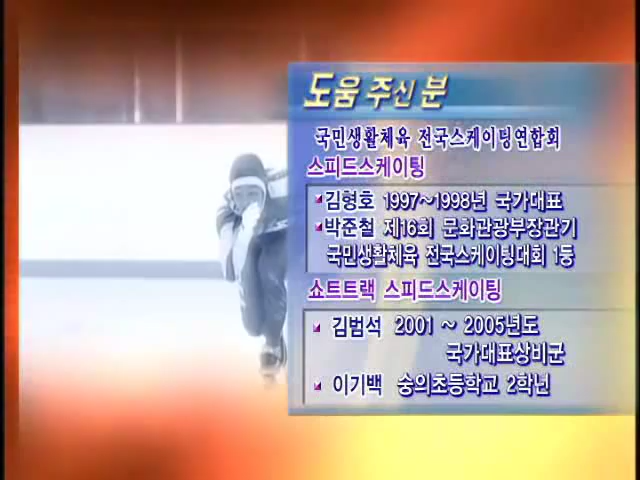 도움 주신 분
국민생활체육 전국스케이팅연합회
스피드스케이팅
김형호 1997~1998년 국가대표
박준철 제16회 문화관광부장관기
국민생활체육 전국스케이팅대회 1등
쇼트트랙 스피드스케이팅
김범석 2001 ~ 2005년도
국가대표상비군
이기백 숭의초등학교 2학년